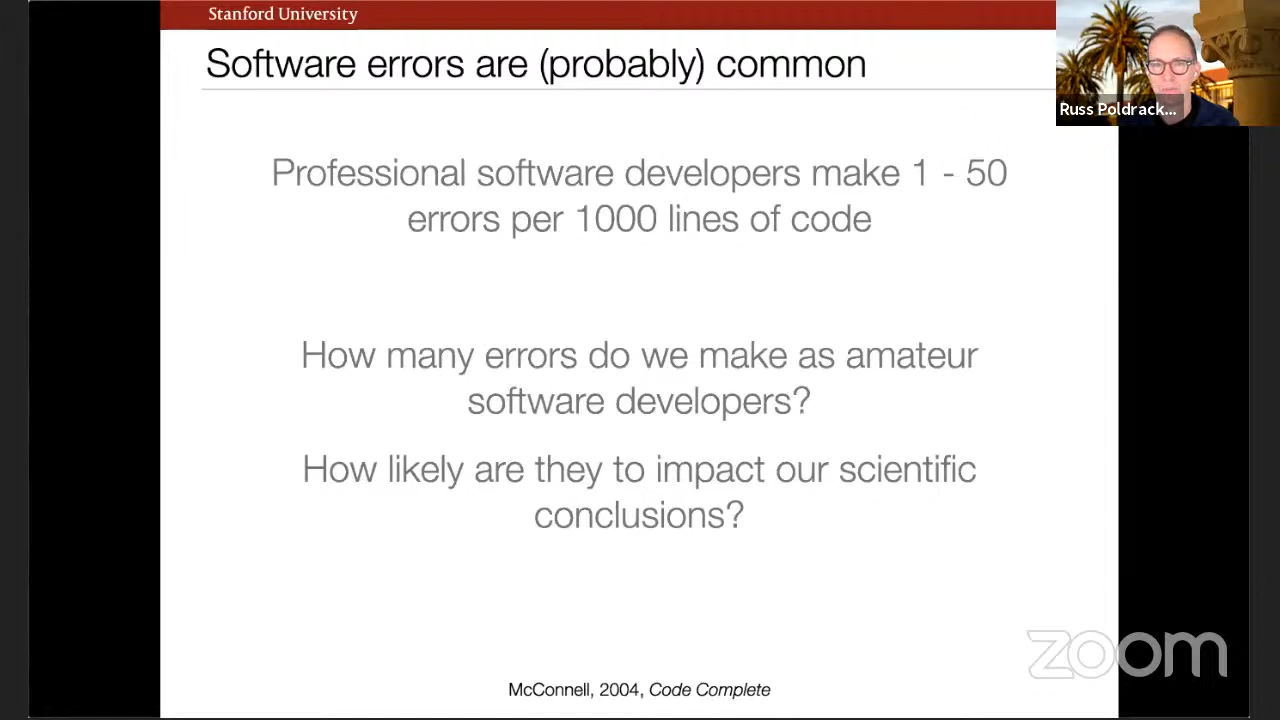 Stanford University
Software errors are (probably) common
Russ Poldrack...
Professional software developers make 1 - 50
errors per 1000 lines of code
How many errors do we make as amateur
software developers?
How likely are they to impact our scientific
conclusions?
zoom
McConnell, 2004, Code Complete